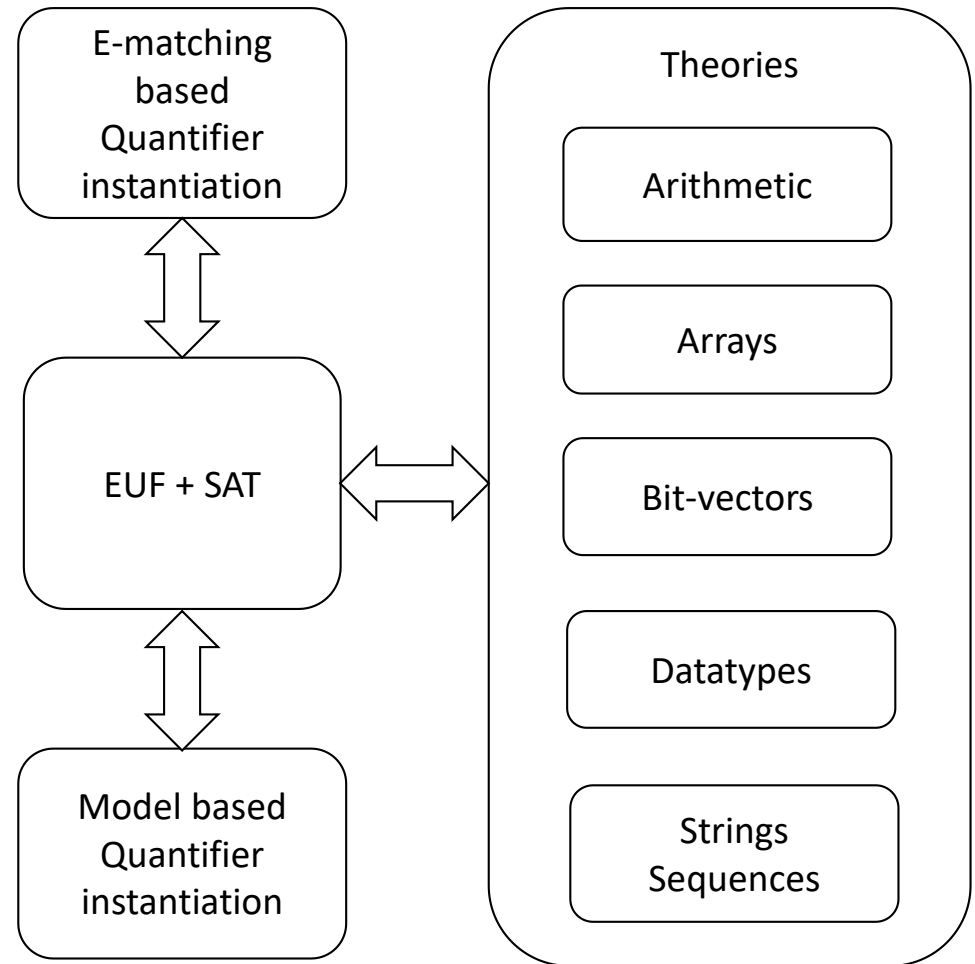 E-matching
based
Quantifier
instantiation
EUF + SAT
Model based
Quantifier
instantiation
Theories
Arithmetic
Arrays
Bit-vectors
Datatypes
Strings
Sequences